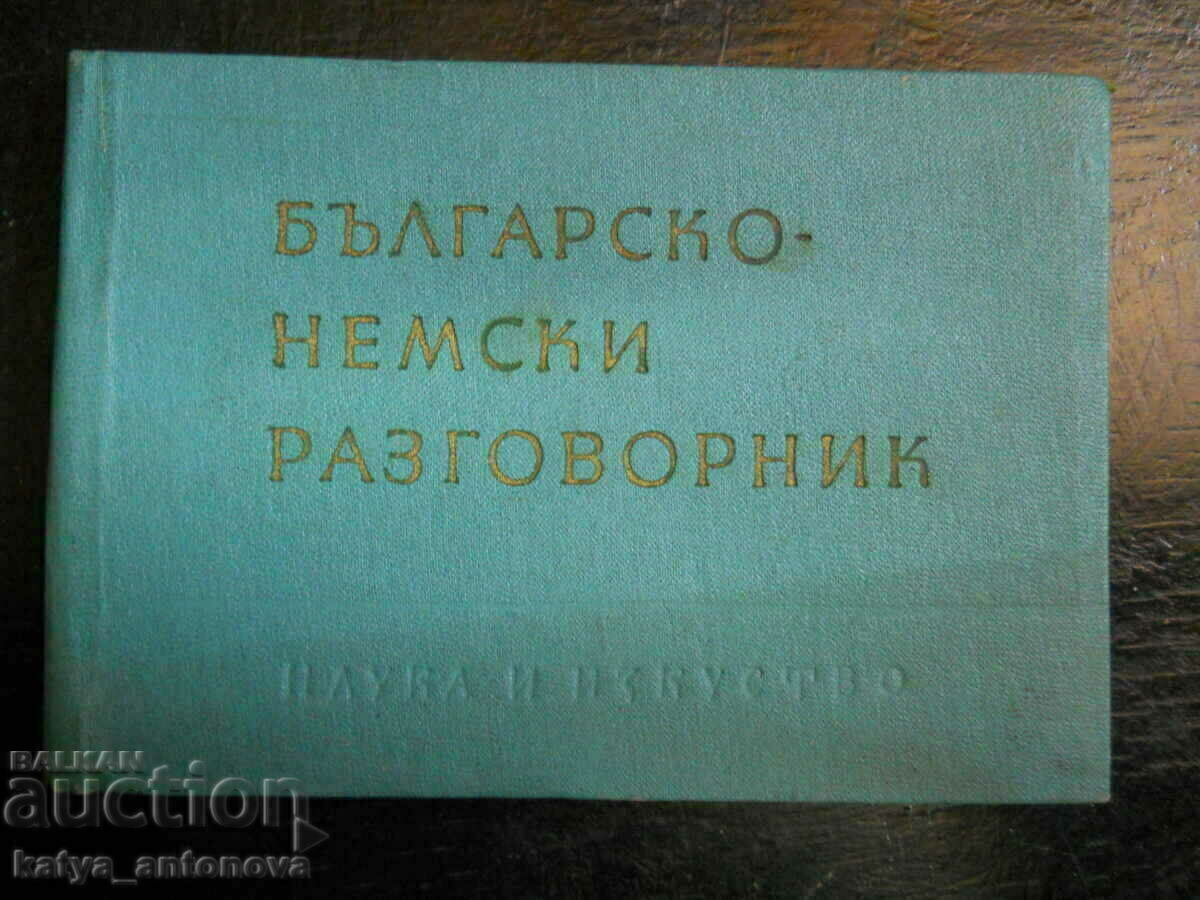 БЪЛГАРСКО-
НЕМСКИ
РАЗГОВОРНИК
НАУКА И ИЗКУСТВО
BALKAN
auction
katya_antonova